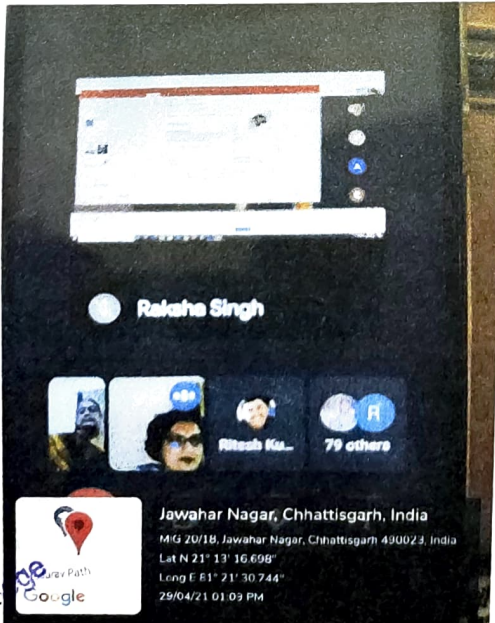 Raksha Singh
Ritesh Ku...
79 others
Jawahar Nagar, Chhattisgarh, India
MIG 20/18, Jawahar Nagar, Chhattisgarh 490023, India
Lat N 21° 13' 16.698"
Long E 81° 21' 30.744"
29/04/21 01:09 PM
Google